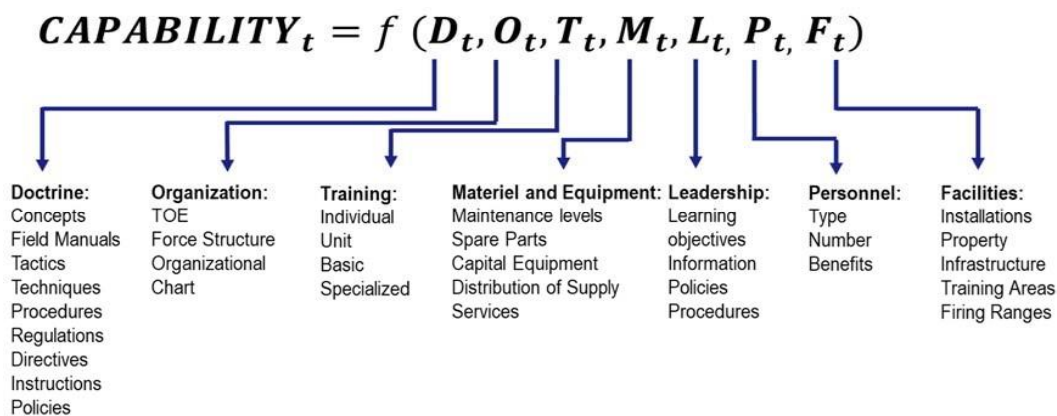 CAPABILITY_t = f (D_t, O_t, T_t, M_t, L_t, P_t, F_t)
Doctrine:
Concepts
Field Manuals
Tactics
Techniques
Procedures
Regulations
Directives
Instructions
Policies
Organization:
TOE
Force Structure
Organizational
Chart
Training:
Individual
Unit
Basic
Specialized
Materiel and Equipment:
Maintenance levels
Spare Parts
Capital Equipment
Distribution of Supply
Services
Leadership:
Learning
objectives
Information
Policies
Procedures
Personnel:
Type
Number
Benefits
Facilities:
Installations
Property
Infrastructure
Training Areas
Firing Ranges